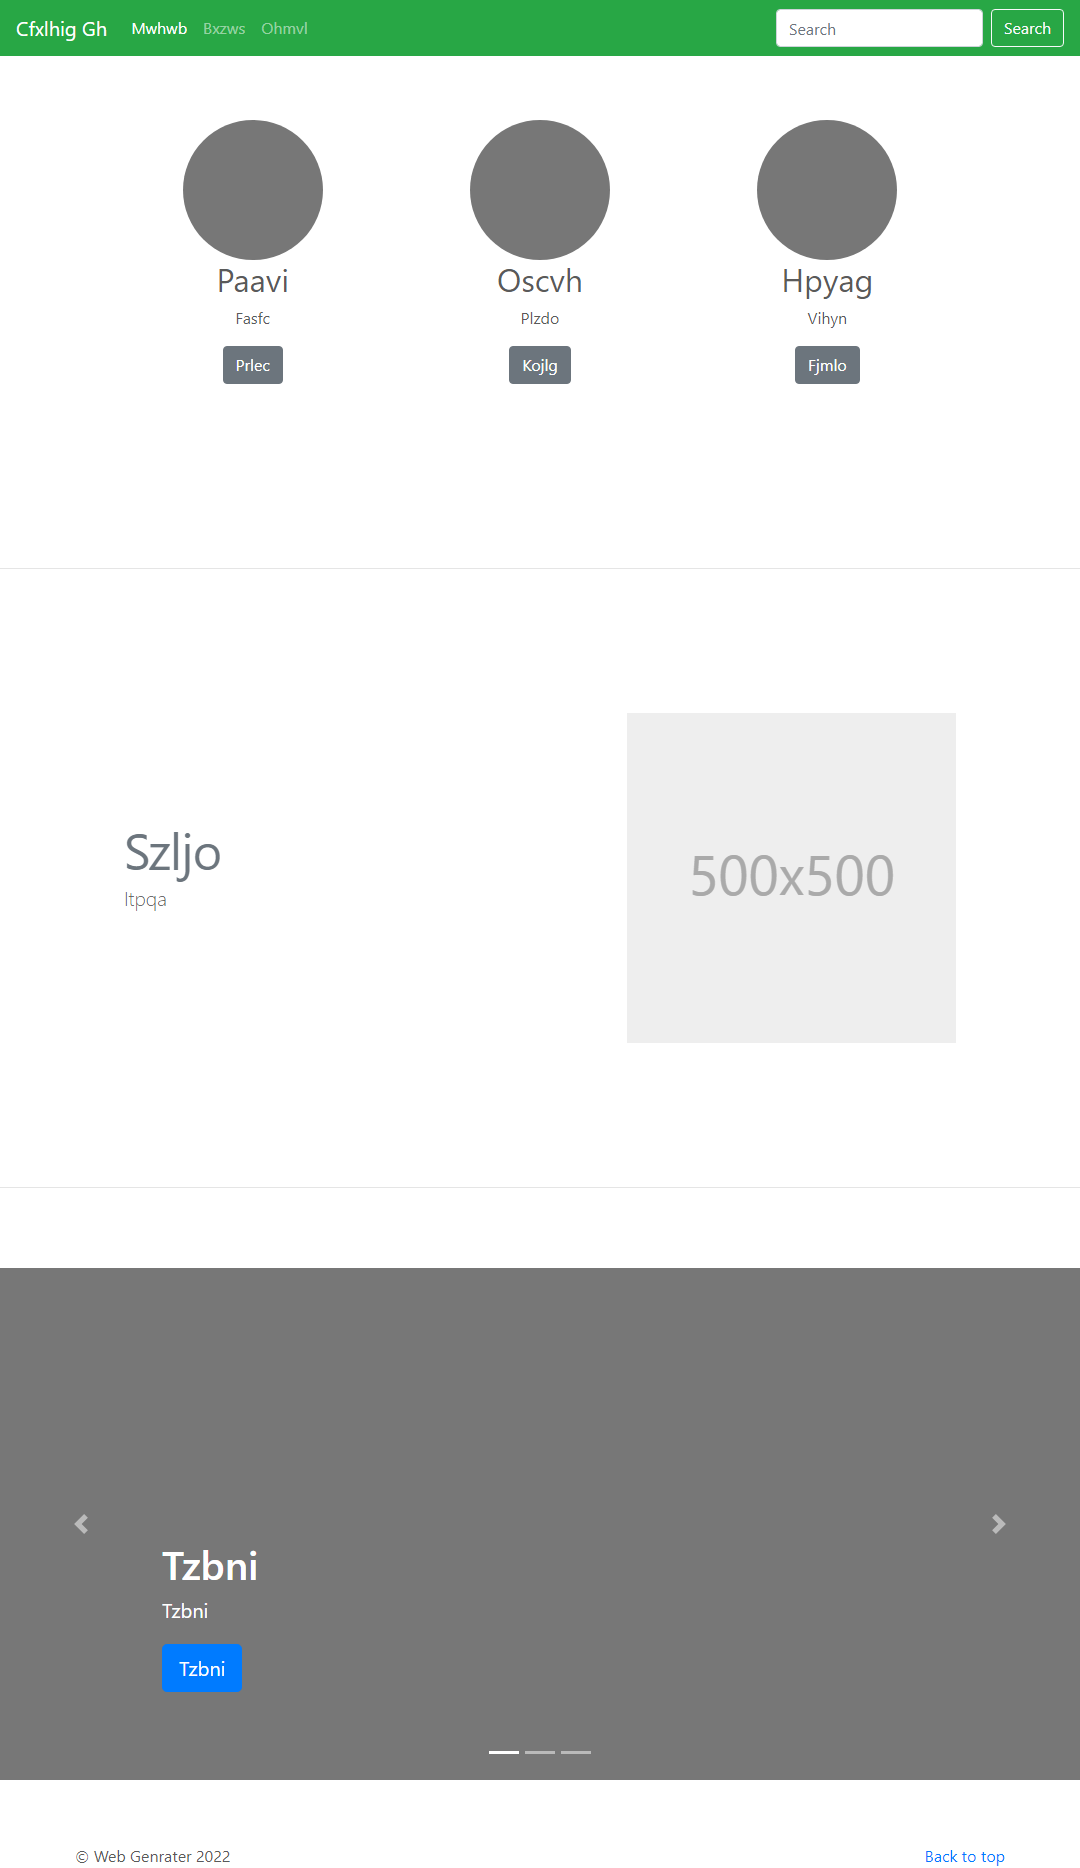 Cfxlhig Gh Mwhwb Bxzws Ohmvl Search Search
Paavi Oscvh Hpyag
Fasfc Plzdo Vihyn
Prlec Kojlg Fjmlo
Szljo
500x500
Tzbni
Tzbni
Tzbni
© Web Genrater 2022 Back to top